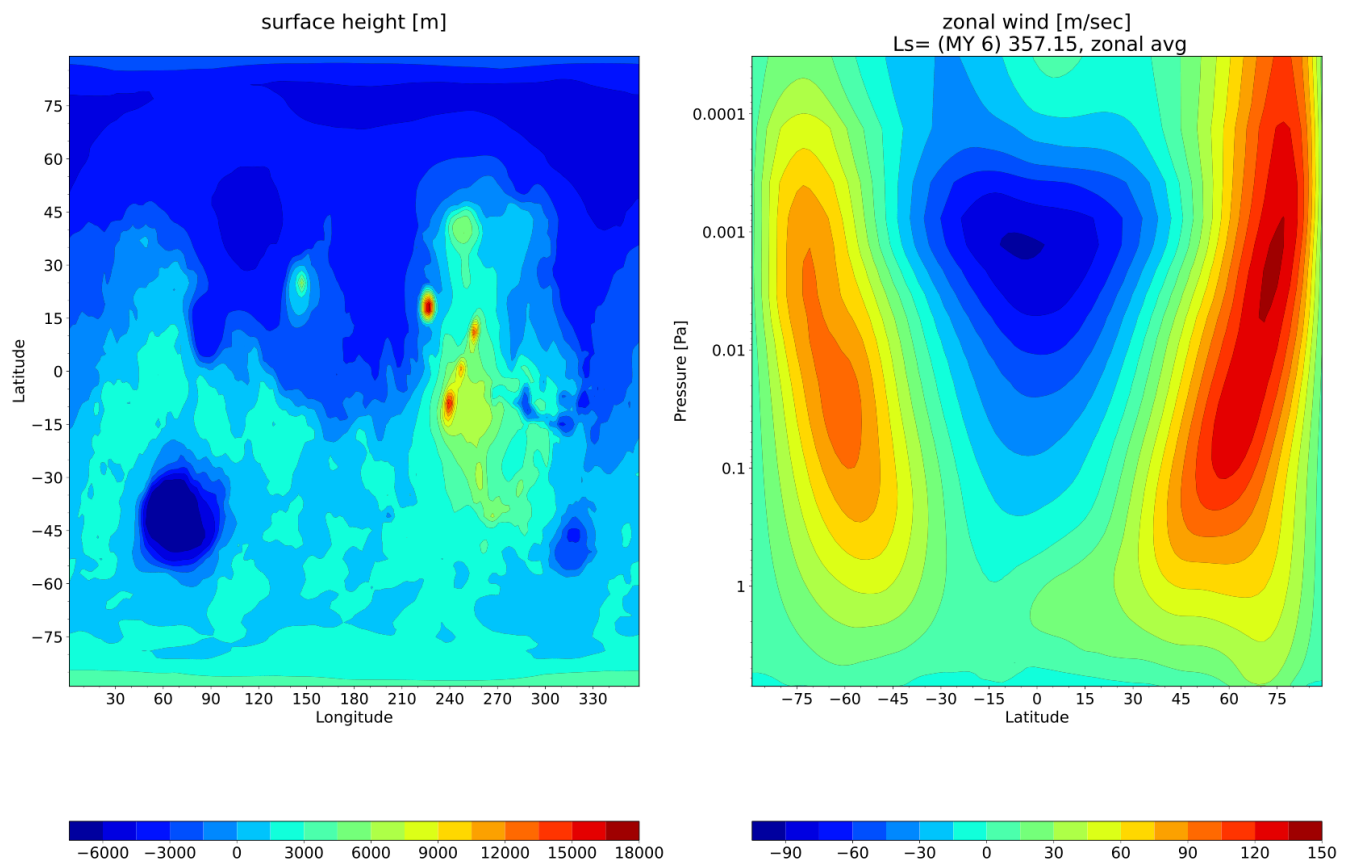 surface height [m]
75
60
45
30
15
0
−15
−30
−45
−60
−75
Latitude
30 60 90 120 150 180 210 240 270 300 330
Longitude
−6000 −3000 0 3000 6000 9000 12000 15000 18000
zonal wind [m/sec]
Ls= (MY 6) 357.15, zonal avg
0.0001
0.001
0.01
0.1
1
Pressure [Pa]
−75 −60 −45 −30 −15 0 15 30 45 60 75
Latitude
−90 −60 −30 0 30 60 90 120 150